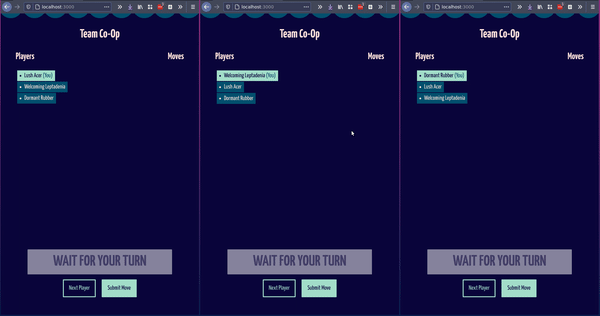 localhost:3000
Team Co-Op
Players Moves
• Lush Acer (You)
• Welcoming Leptadenia
• Dormant Rubber
WAIT FOR YOUR TURN
Next Player Submit Move
localhost:3000
Team Co-Op
Players Moves
• Welcoming Leptadenia (You)
• Lush Acer
• Dormant Rubber
WAIT FOR YOUR TURN
Next Player Submit Move
localhost:3000
Team Co-Op
Players Moves
• Dormant Rubber (You)
• Lush Acer
• Welcoming Leptadenia
WAIT FOR YOUR TURN
Next Player Submit Move